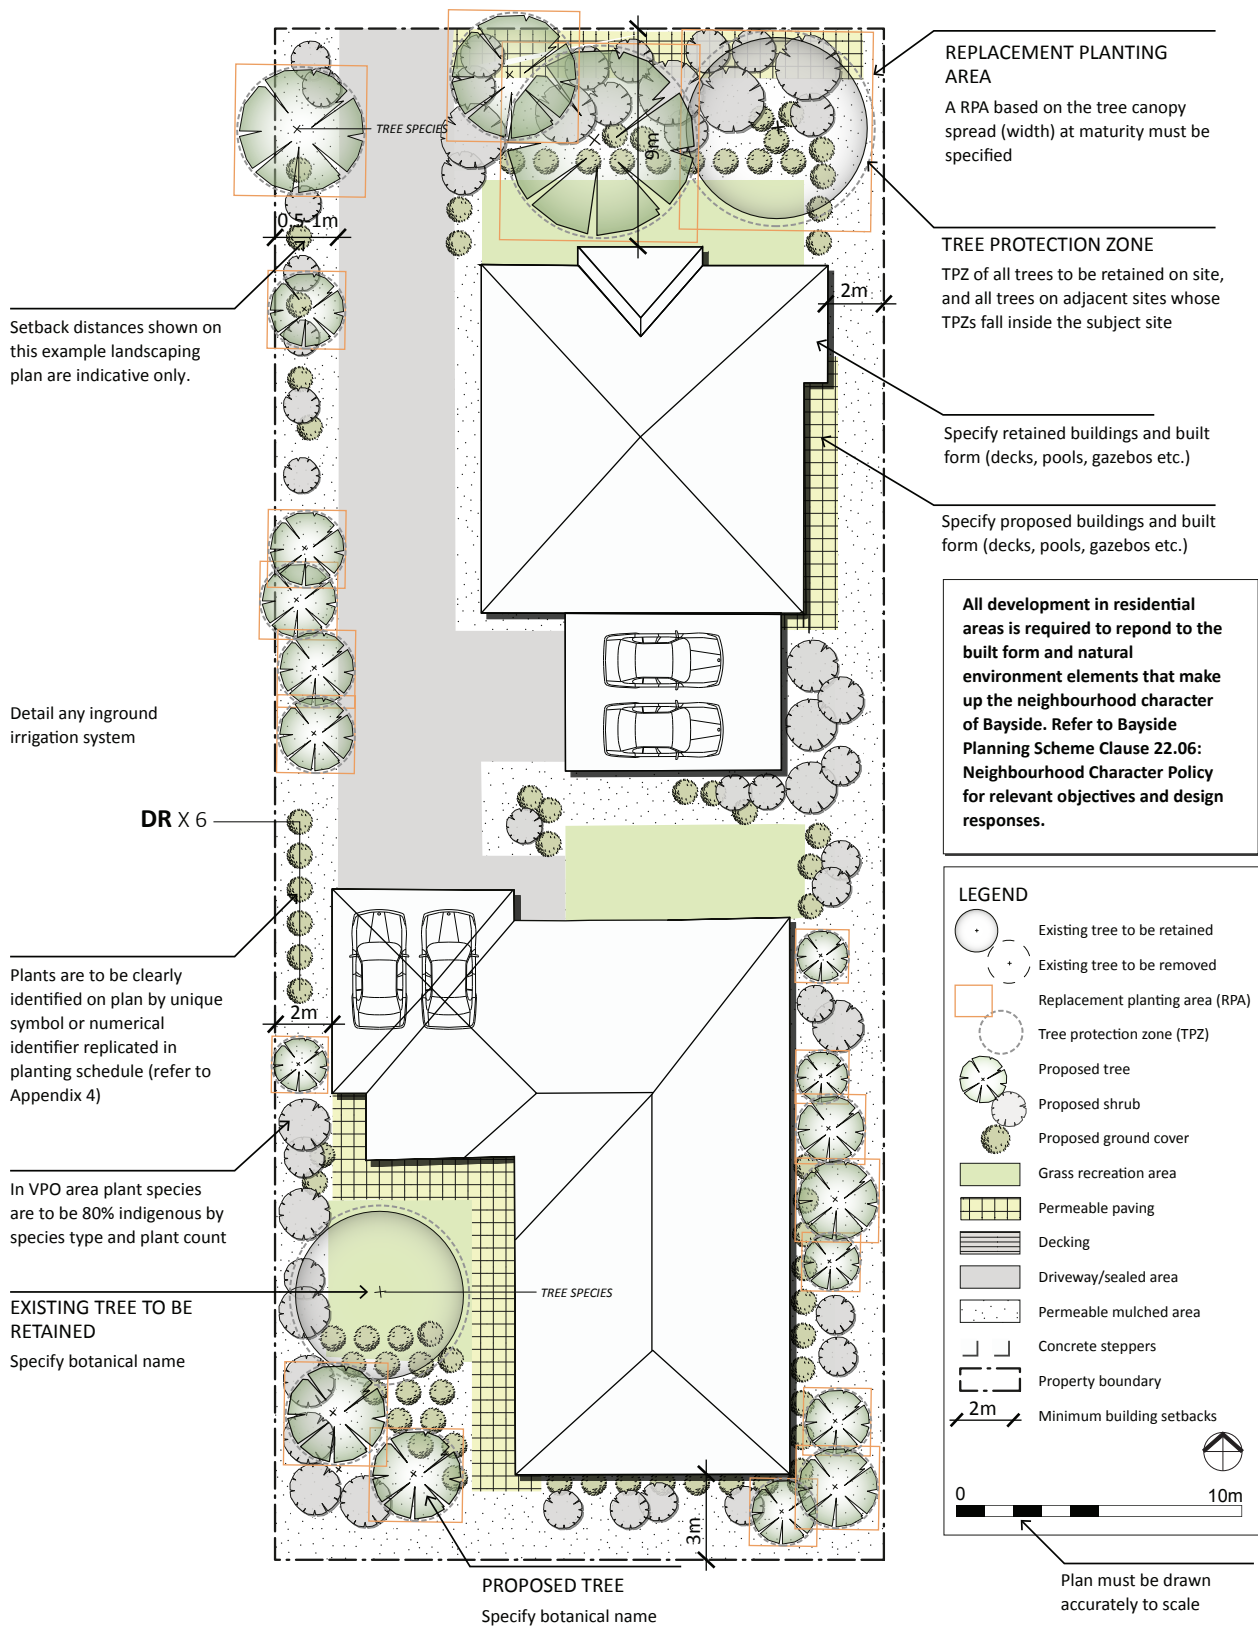 REPLACEMENT PLANTING
AREA
A RPA based on the tree canopy
spread (width) at maturity must be
specified
TREE SPECIES
9m
0.5-1m
TREE PROTECTION ZONE
TPZ of all trees to be retained on site,
and all trees on adjacent sites whose
TPZs fall inside the subject site
2m
Setback distances shown on
this example landscaping
plan are indicative only.
Specify retained buildings and built
form (decks, pools, gazebos etc.)
Specify proposed buildings and built
form (decks, pools, gazebos etc.)
All development in residential
areas is required to repond to the
built form and natural
environment elements that make
up the neighbourhood character
of Bayside. Refer to Bayside
Planning Scheme Clause 22.06:
Neighbourhood Character Policy
for relevant objectives and design
responses.
Detail any inground
irrigation system
DR X 6
Plants are to be clearly
identified on plan by unique
symbol or numerical
identifier replicated in
planting schedule (refer to
Appendix 4)
2m
In VPO area plant species
are to be 80% indigenous by
species type and plant count
EXISTING TREE TO BE
RETAINED
Specify botanical name
TREE SPECIES
3m
PROPOSED TREE
Specify botanical name
LEGEND
Existing tree to be retained
Existing tree to be removed
Replacement planting area (RPA)
Tree protection zone (TPZ)
Proposed tree
Proposed shrub
Proposed ground cover
Grass recreation area
Permeable paving
Decking
Driveway/sealed area
Permeable mulched area
Concrete steppers
Property boundary
2m
Minimum building setbacks
0
10m
Plan must be drawn
accurately to scale